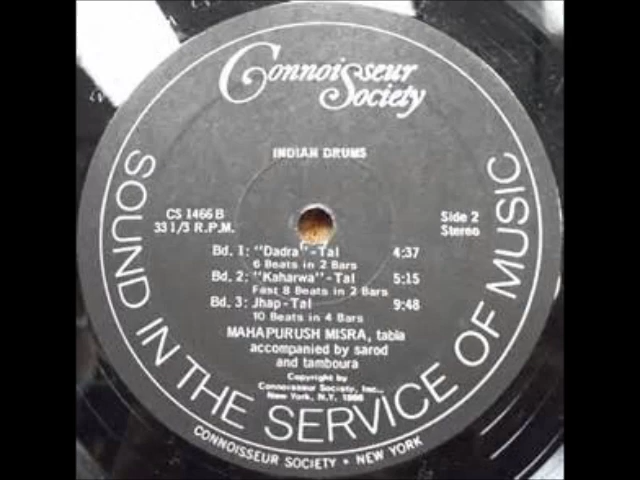 Connoisseur
Society
INDIAN DRUMS
CS 1466 B
33 1/3 R.P.M.
Side 2
Stereo
Bd. 1: "Dadra"-Tal 4:37
6 Beats in 2 Bars
Bd. 2: "Kaharwa"-Tal 5:15
Fast 8 Beats in 2 Bars
Bd. 3: Jhap-Tal 9:48
10 Beats in 4 Bars
MAHAPURUSH MISRA, tabla
accompanied by sarod
and tamboura
Copyright by
Connoisseur Society, Inc.,
New York, N.Y.
SOUND IN THE SERVICE OF MUSIC
CONNOISSEUR SOCIETY • NEW YORK